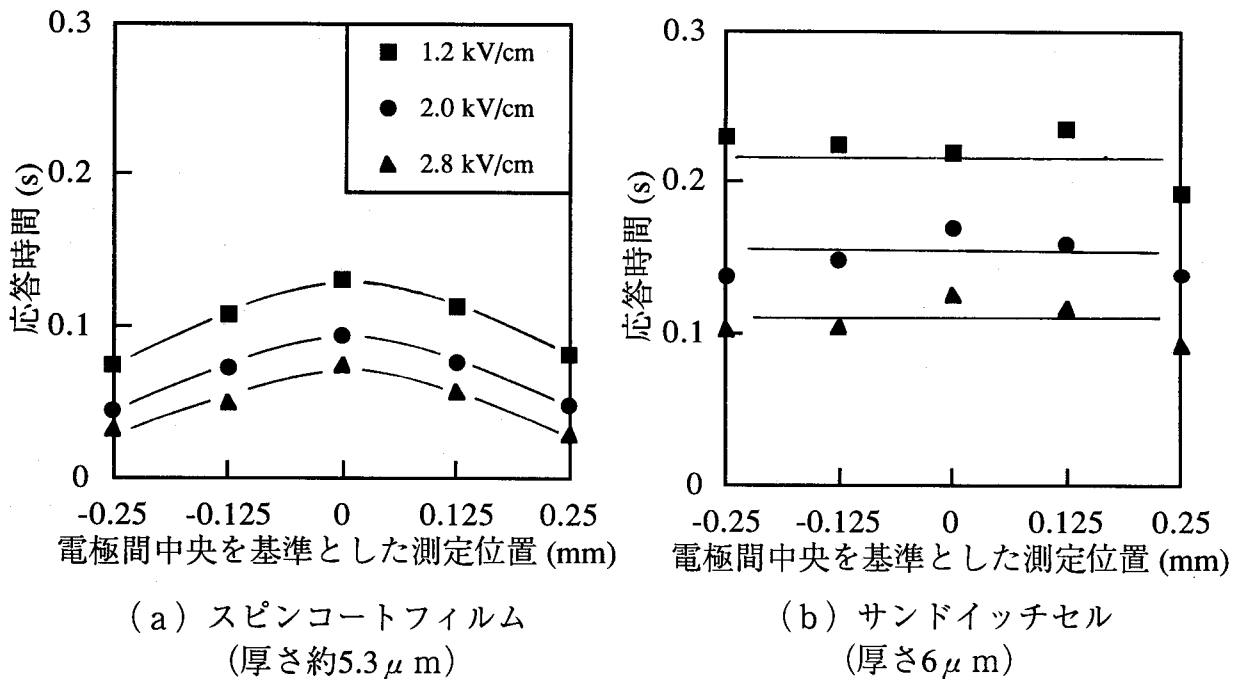 0.3
0.2
0.1
0
応答時間 (s)
■ 1.2 kV/cm
● 2.0 kV/cm
▲ 2.8 kV/cm
-0.25 -0.125 0 0.125 0.25
電極間中央を基準とした測定位置 (mm)
(a) スピンコートフィルム
(厚さ約5.3μm)
0.3
0.2
0.1
0
応答時間 (s)
-0.25 -0.125 0 0.125 0.25
電極間中央を基準とした測定位置 (mm)
(b) サンドイッチセル
(厚さ6μm)